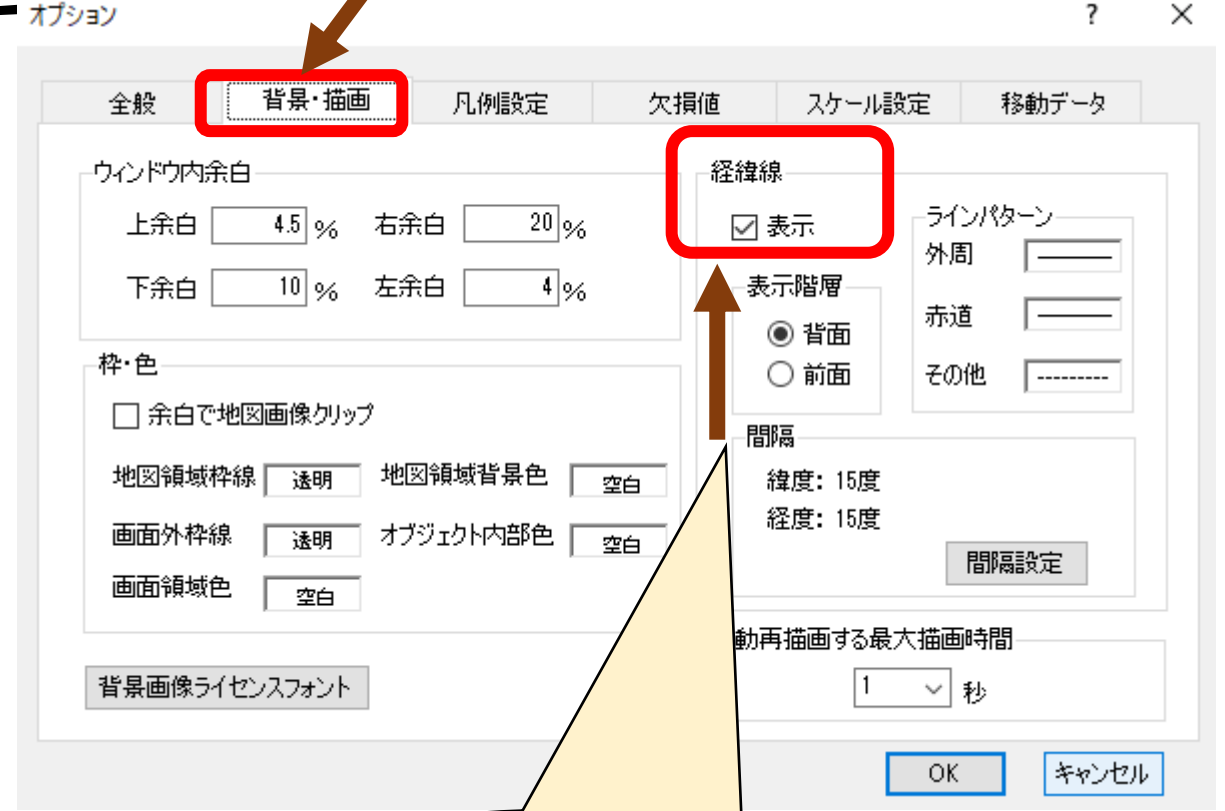 オプション
?
全般
背景・描画
凡例設定
欠損値
スケール設定
移動データ
ウィンドウ内余白
上余白 4.5 %
右余白 20 %
下余白 10 %
左余白 4 %
枠・色
余白で地図画像クリップ
地図領域枠線 透明
地図領域背景色 空白
画面外枠線 透明
オブジェクト内部色 空白
画面領域色 空白
背景画像ライセンスフォント
経緯線
表示
表示階層
背面
前面
ラインパターン
外周
赤道
その他
間隔
緯度: 15度
経度: 15度
間隔設定
動再描画する最大描画時間
1 秒
OK
キャンセル